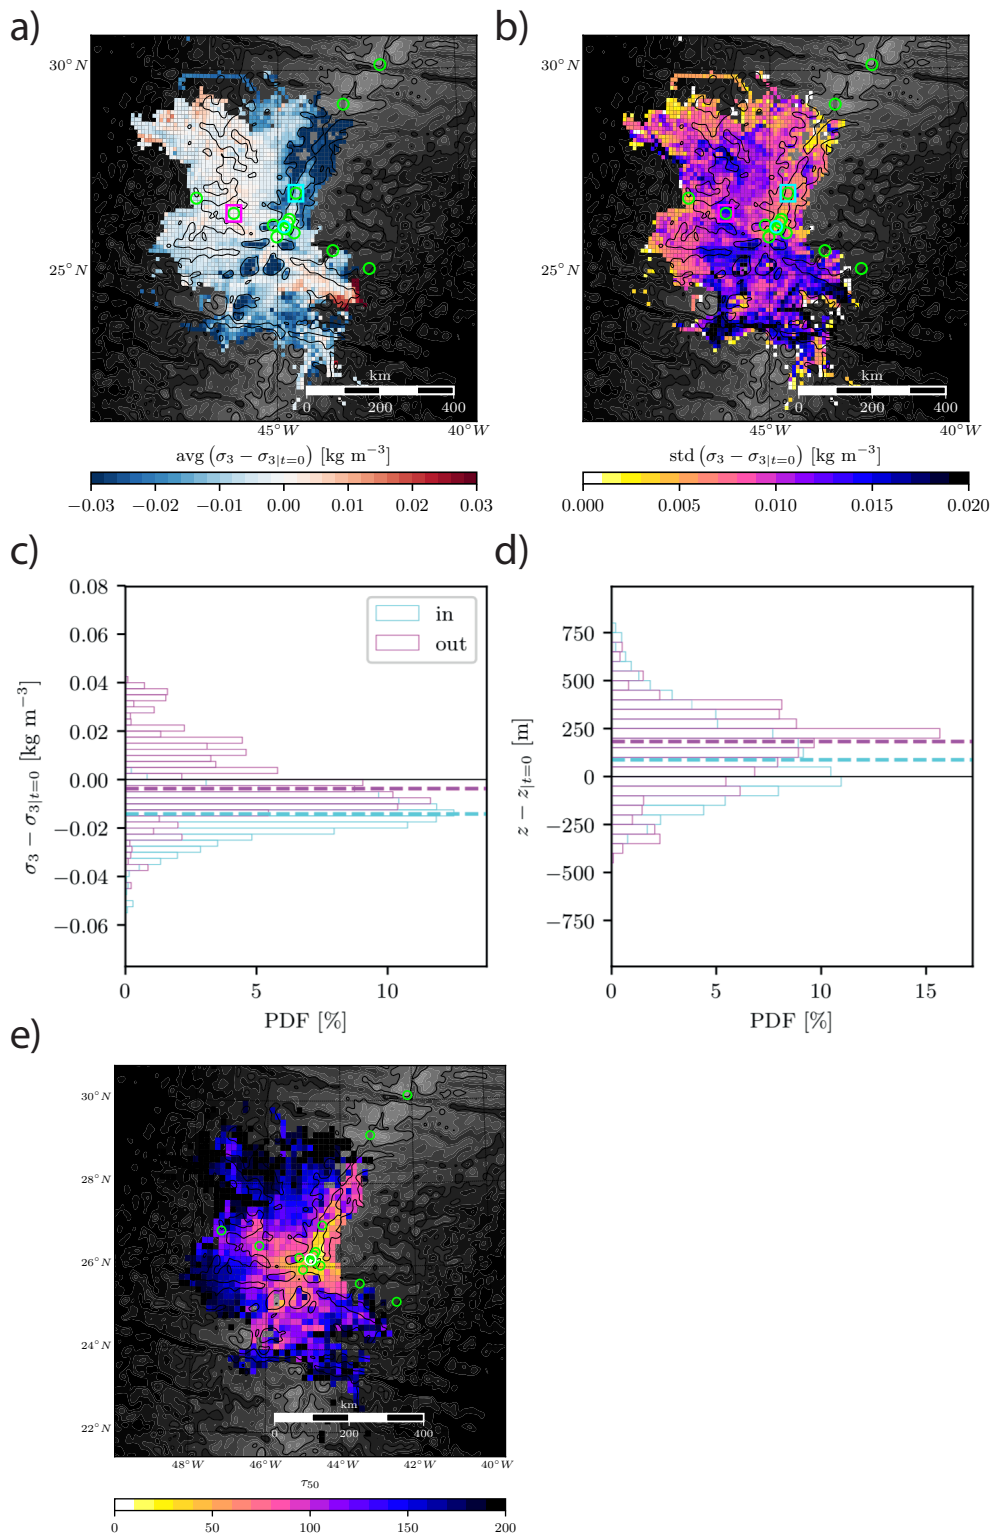 a)
b)
30°N
25°N
45°W
40°W
km
0
200
400
30°N
25°N
45°W
40°W
km
0
200
400
avg (σ₃ − σ₃|t=0) [kg m⁻³]
−0.03 −0.02 −0.01 0.00 0.01 0.02 0.03
std (σ₃ − σ₃|t=0) [kg m⁻³]
0.000 0.005 0.010 0.015 0.020
c)
d)
0.08
0.06
0.04
0.02
0.00
−0.02
−0.04
−0.06
σ₃ − σ₃|t=0 [kg m⁻³]
in
out
0 5 10
PDF [%]
750
500
250
0
−250
−500
−750
z − z|t=0 [m]
0 5 10 15
PDF [%]
e)
30°N
28°N
26°N
24°N
22°N
km
0 200 400
48°W 46°W 44°W 42°W 40°W
τ₅₀
0 50 100 150 200